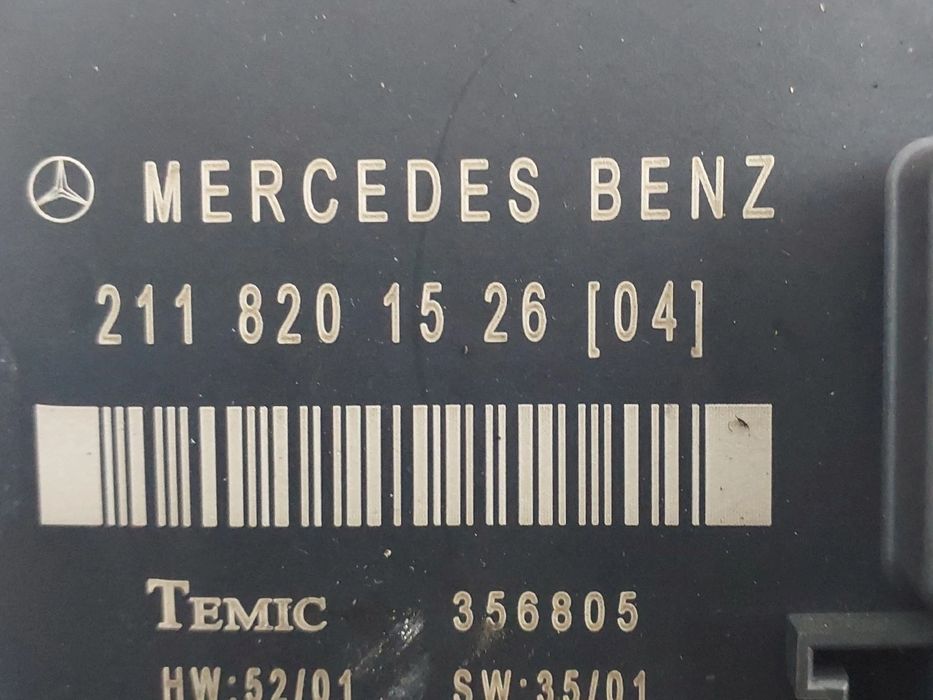 MERCEDES BENZ
211 820 15 26 [04]
TEMIC 356805
HW:52/01 SW:35/01